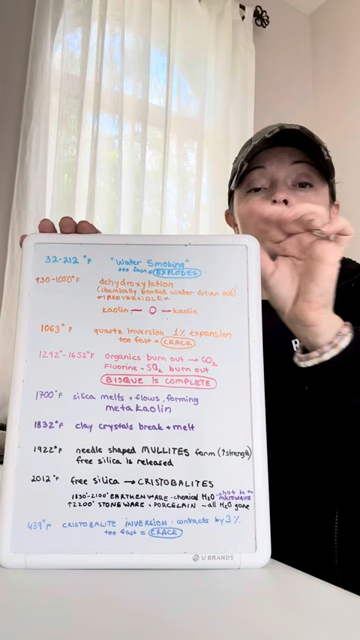 32-212 °F "Water Smoking"
too fast = EXPLODES
930-1050°F dehydroxylation
(chemically bonded water driven out)
*IRREVERSIBLE*
kaolin — O — kaolin
1063°F quartz inversion 1% expansion
too fast = CRACK
1292°-1652°F organics burn out → CO2
Fluorine + SO2 burn out
BISQUE IS COMPLETE
1700°F silica melts + flows, forming
metakaolin
1832°F clay crystals break + melt
1922°F needle shaped MULLITES form (↑strength)
free silica is released
2012°F free silica → CRISTOBALITES
EARTHENWARE - chemical H2O -
↑2200° STONEWARE + PORCELAIN - all H2O gone
MICROWAVE
439°F CRISTOBALITE INVERSION: contracts by 3%
too fast = CRACK
U BRANDS